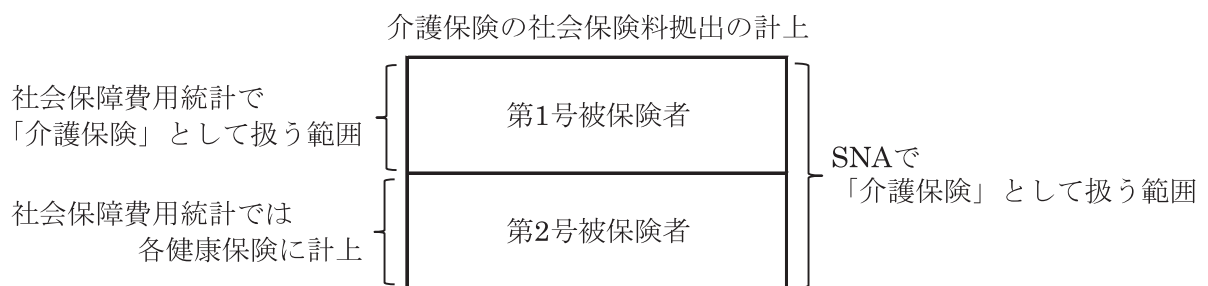 介護保険の社会保険料拠出の計上
社会保障費用統計で
「介護保険」として扱う範囲
第1号被保険者
SNAで
「介護保険」として扱う範囲
社会保障費用統計では
各健康保険に計上
第2号被保険者